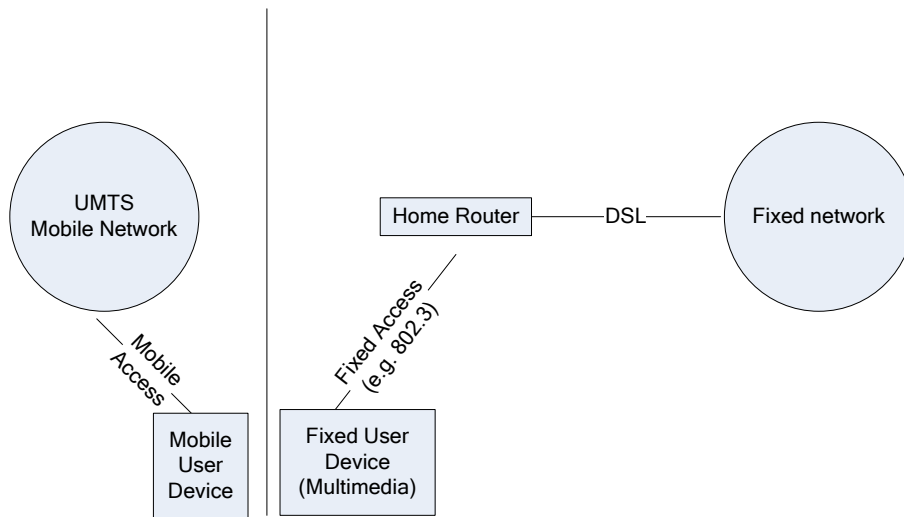 UMTS
Mobile Network
Mobile
Access
Mobile
User
Device
Home Router
DSL
Fixed network
Fixed Access
(e.g. 802.3)
Fixed User
Device
(Multimedia)